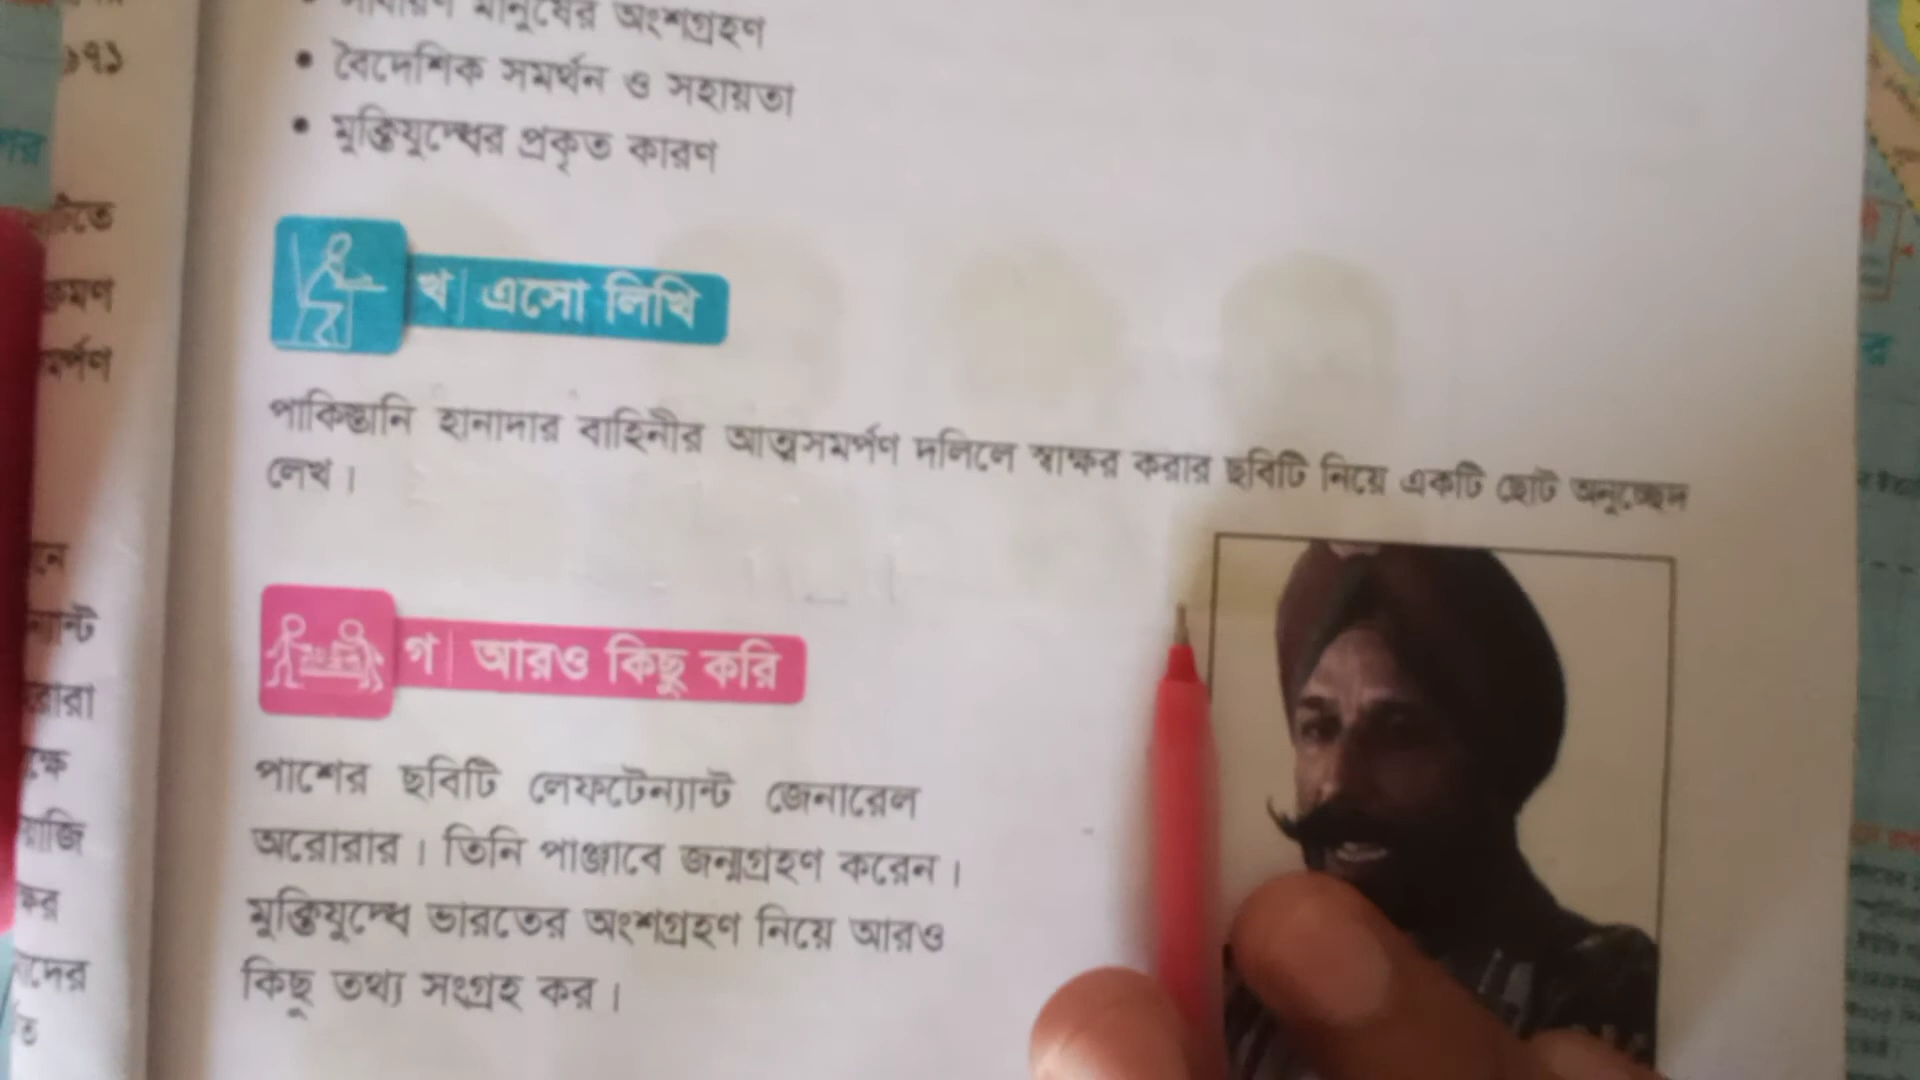 মানুষের অংশগ্রহণ
• বৈদেশিক সমর্থন ও সহায়তা
• মুক্তিযুদ্ধের প্রকৃত কারণ
খ | এসো লিখি
পাকিস্তানি হানাদার বাহিনীর আত্মসমর্পণ দলিলে স্বাক্ষর করার ছবিটি নিয়ে একটি ছোট অনুচ্ছেদ
লেখ।
গ | আরও কিছু করি
পাশের ছবিটি লেফটেন্যান্ট জেনারেল
অরোরার। তিনি পাঞ্জাবে জন্মগ্রহণ করেন।
মুক্তিযুদ্ধে ভারতের অংশগ্রহণ নিয়ে আরও
কিছু তথ্য সংগ্রহ কর।